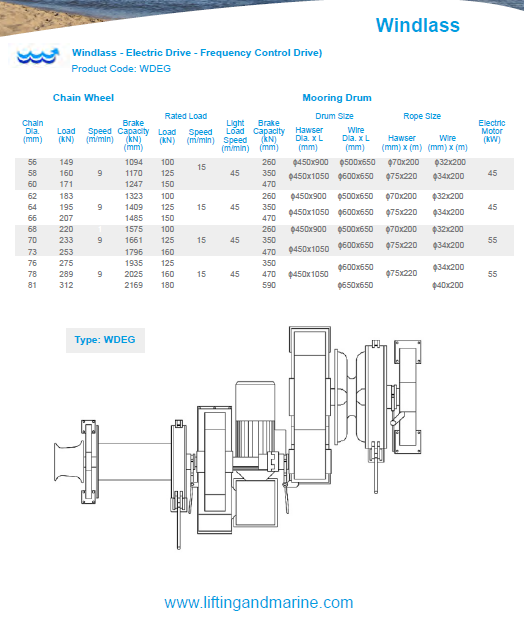 Windlass
Windlass - Electric Drive - Frequency Control Drive)
Product Code: WDEG
Chain Wheel Mooring Drum
Rated Load Drum Size Rope Size
Chain Dia. (mm) Load (kN) Speed (m/min) Brake Capacity (kN) (mm) Load (kN) Speed (m/min) Light Load Speed (m/min) Brake Capacity (kN) (mm) Hawser Dia. x L (mm) Wire Dia. x L (mm) Hawser (mm) x (m) Wire (mm) x (m) Electric Motor (kW)
56 149 1094 100 15 260 ϕ450x900 ϕ500x650 ϕ70x200 ϕ32x200
58 160 9 1170 125 45 350 ϕ450x1050 ϕ600x650 ϕ75x220 ϕ34x200 45
60 171 1247 150 470
62 183 1323 100 260 ϕ450x900 ϕ500x650 ϕ70x200 ϕ32x200
64 195 9 1409 125 15 45 350 ϕ450x1050 ϕ600x650 ϕ75x220 ϕ34x200 45
66 207 1485 150 470
68 220 1575 100 260 ϕ450x900 ϕ500x650 ϕ70x200 ϕ32x200
70 233 9 1661 125 15 45 350 ϕ450x1050 ϕ600x650 ϕ75x220 ϕ34x200 55
73 253 1796 160 470
76 275 1935 125 350 ϕ600x650 ϕ34x200
78 289 9 2025 160 15 45 470 ϕ450x1050 ϕ75x220 55
81 312 2169 180 590 ϕ650x650 ϕ40x200
Type: WDEG
www.liftingandmarine.com